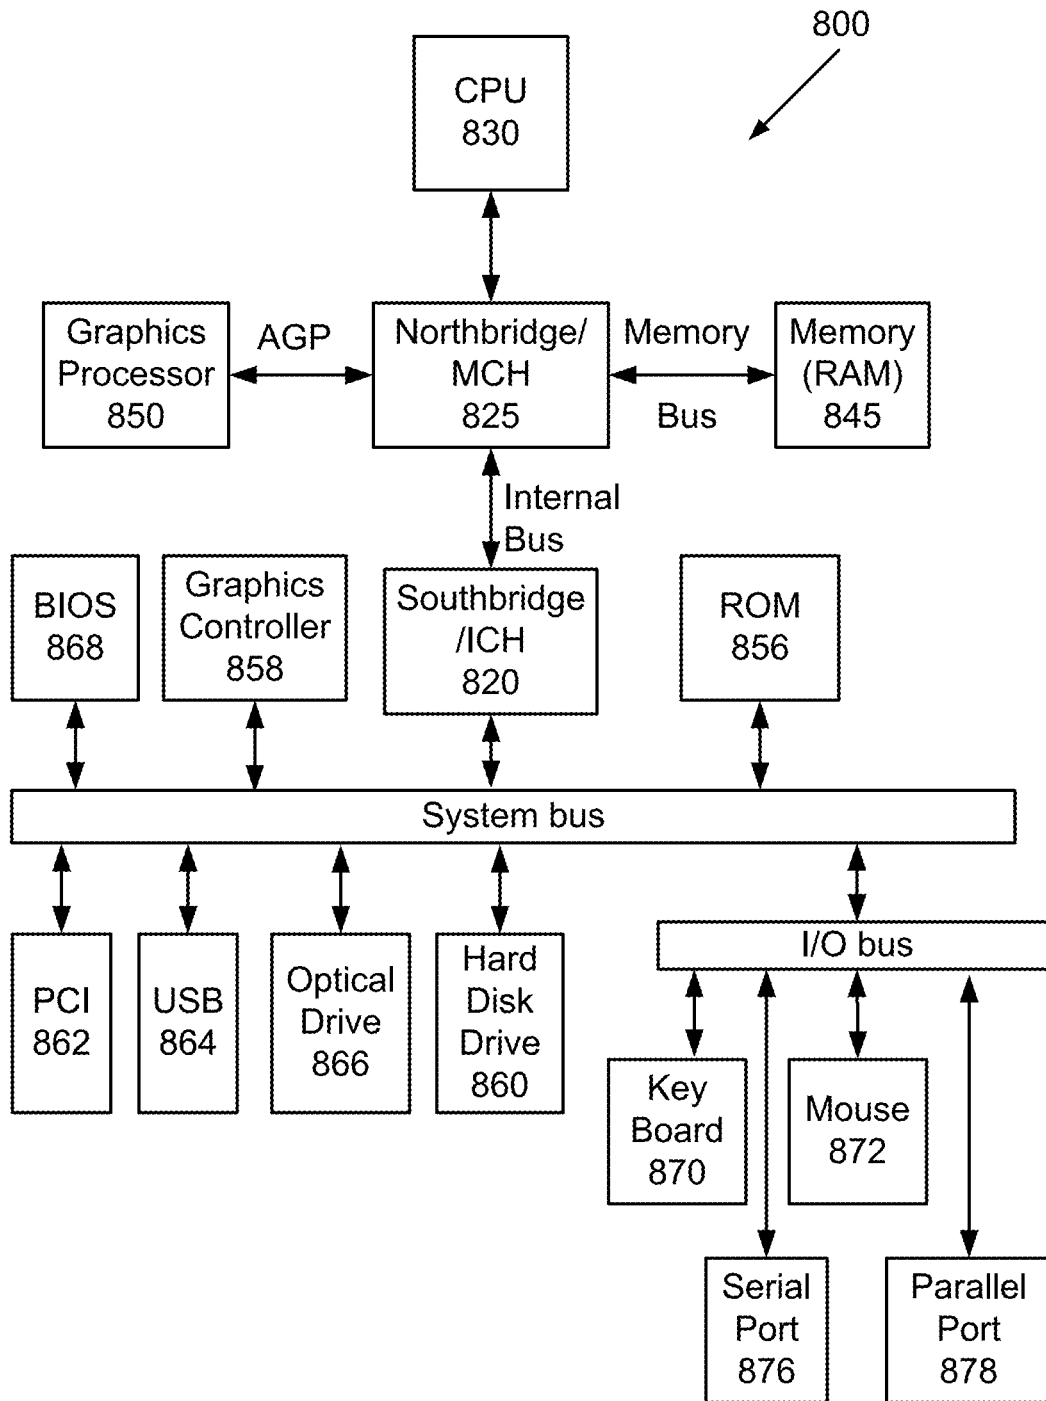 800
CPU
830
Graphics
Processor
850
AGP
Northbridge/
MCH
825
Memory
Bus
Memory
(RAM)
845
Internal
Bus
BIOS
868
Graphics
Controller
858
Southbridge
/ICH
820
ROM
856
System bus
PCI
862
USB
864
Optical
Drive
866
Hard
Disk
Drive
860
I/O bus
Key
Board
870
Mouse
872
Serial
Port
876
Parallel
Port
878